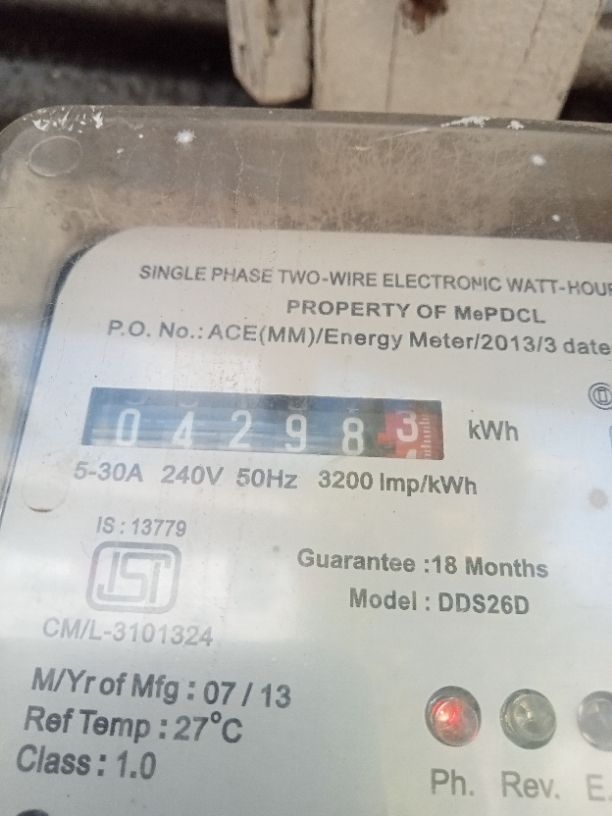 SINGLE PHASE TWO-WIRE ELECTRONIC WATT-HOUR
PROPERTY OF MePDCL
P.O. No.: ACE(MM)/Energy Meter/2013/3 date
0 4 2 9 8 3 kWh
5-30A 240V 50Hz 3200 Imp/kWh
IS : 13779
Guarantee :18 Months
Model : DDS26D
CM/L-3101324
M/Yr of Mfg : 07 / 13
Ref Temp : 27°C
Class : 1.0
Ph. Rev. E.